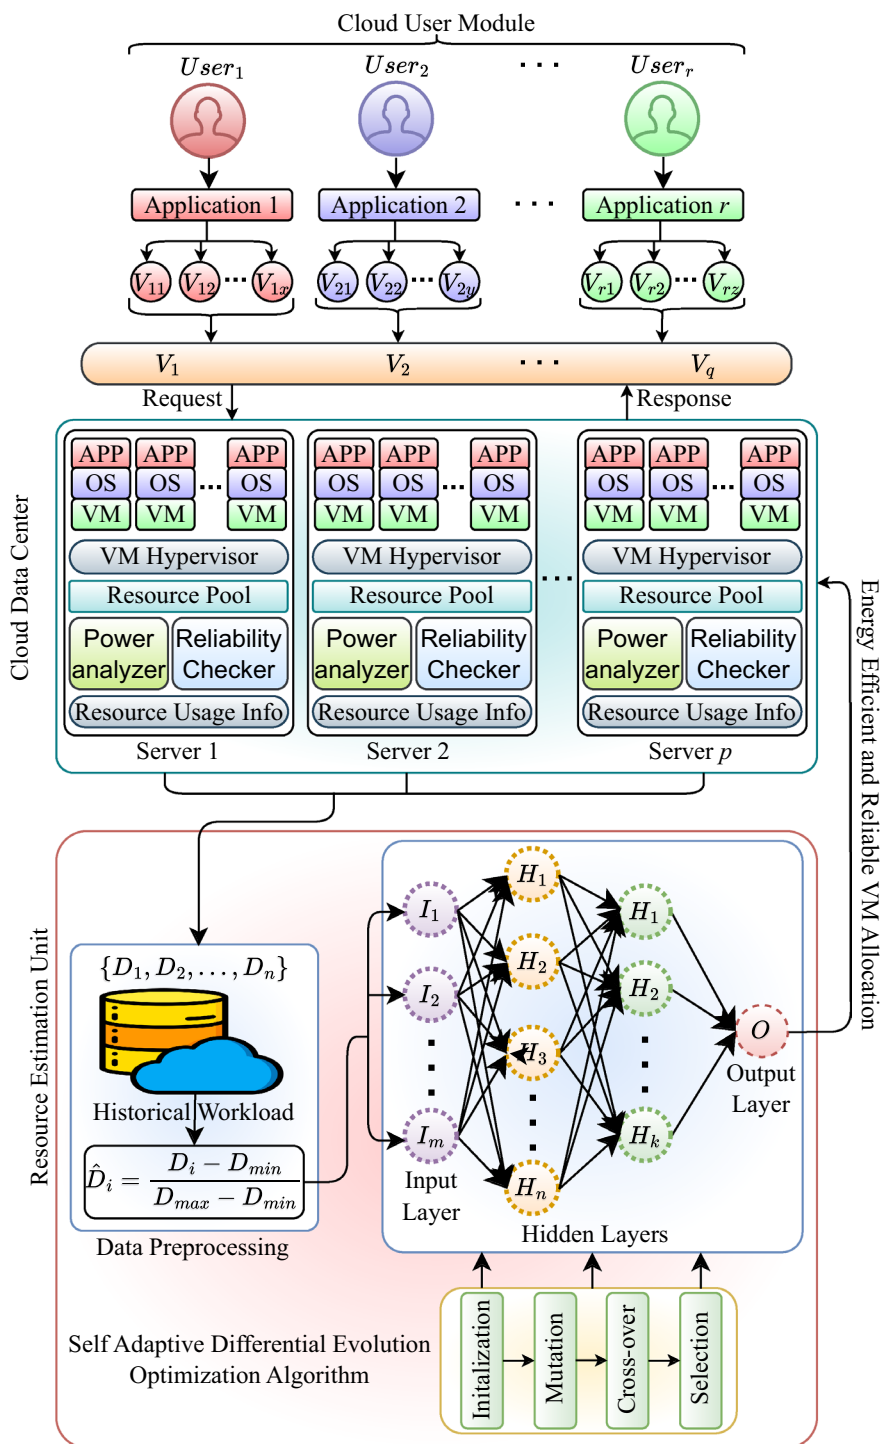 Cloud User Module
User₁ User₂ · · · Userᵣ
Application 1 Application 2 · · · Application r
V₁₁ V₁₂ ··· V₁ₓ V₂₁ V₂₂ ··· V₂y Vᵣ₁ Vᵣ₂ ··· Vᵣz
V₁ V₂ · · · V_q
Request Response
Cloud Data Center
APP APP APP APP APP APP APP APP APP
OS OS ... OS OS OS ... OS OS OS ... OS
VM VM VM VM VM VM VM VM VM
VM Hypervisor VM Hypervisor VM Hypervisor
...
Resource Pool Resource Pool Resource Pool
Power Reliability Power Reliability Power Reliability
analyzer Checker analyzer Checker analyzer Checker
Resource Usage Info Resource Usage Info Resource Usage Info
Server 1 Server 2 Server p
Energy Efficient and Reliable VM Allocation
Resource Estimation Unit
{D₁, D₂, . . . , Dₙ}
Historical Workload
D̂ᵢ = (Dᵢ − D_min) / (D_max − D_min)
Data Preprocessing
I₁
I₂
Iₘ
Input
Layer
H₁
H₂
H₃
Hₙ
H₁
H₂
Hₖ
Hidden Layers
O
Output
Layer
Self Adaptive Differential Evolution
Optimization Algorithm
Initalization
Mutation
Cross-over
Selection